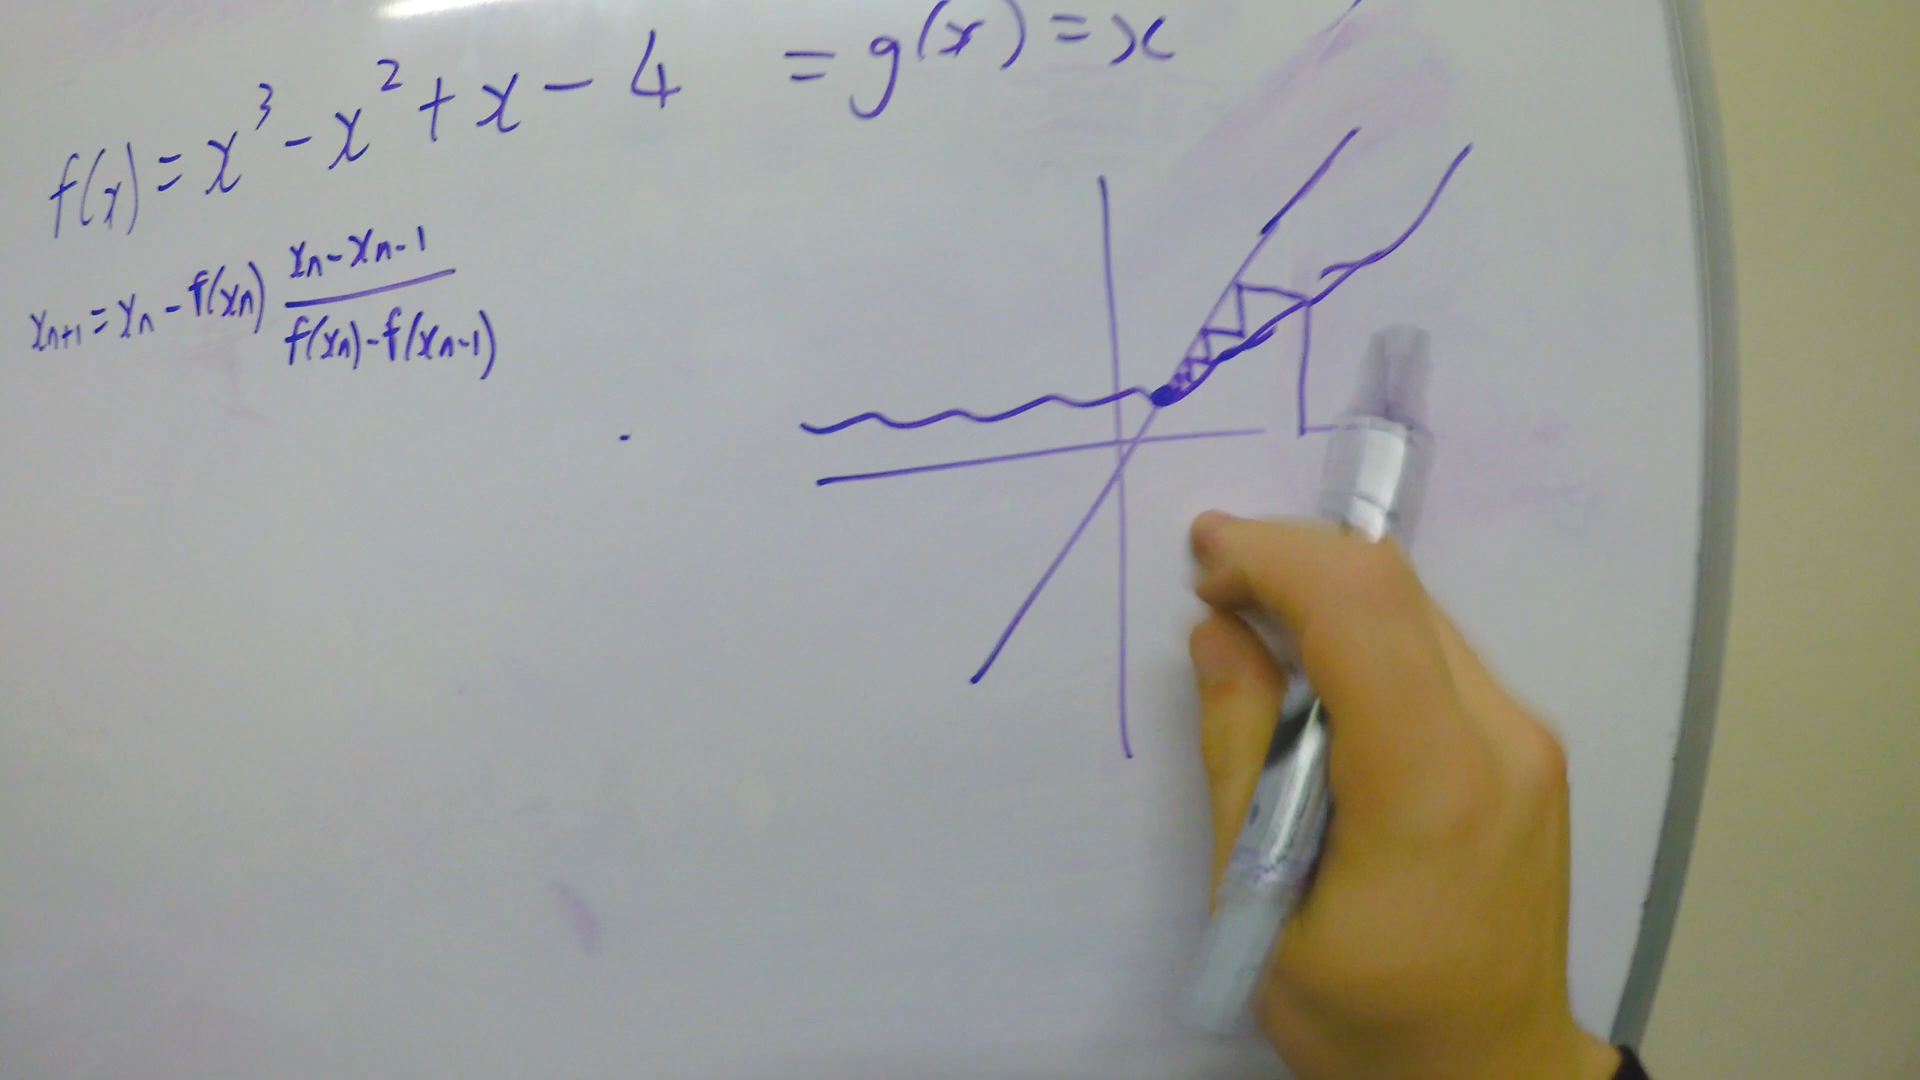 f(x) = x³ - x² + x - 4 = g(x) = x
xₙ₊₁ = xₙ - f(xₙ) (xₙ - xₙ-1)/(f(xₙ) - f(xₙ-1))